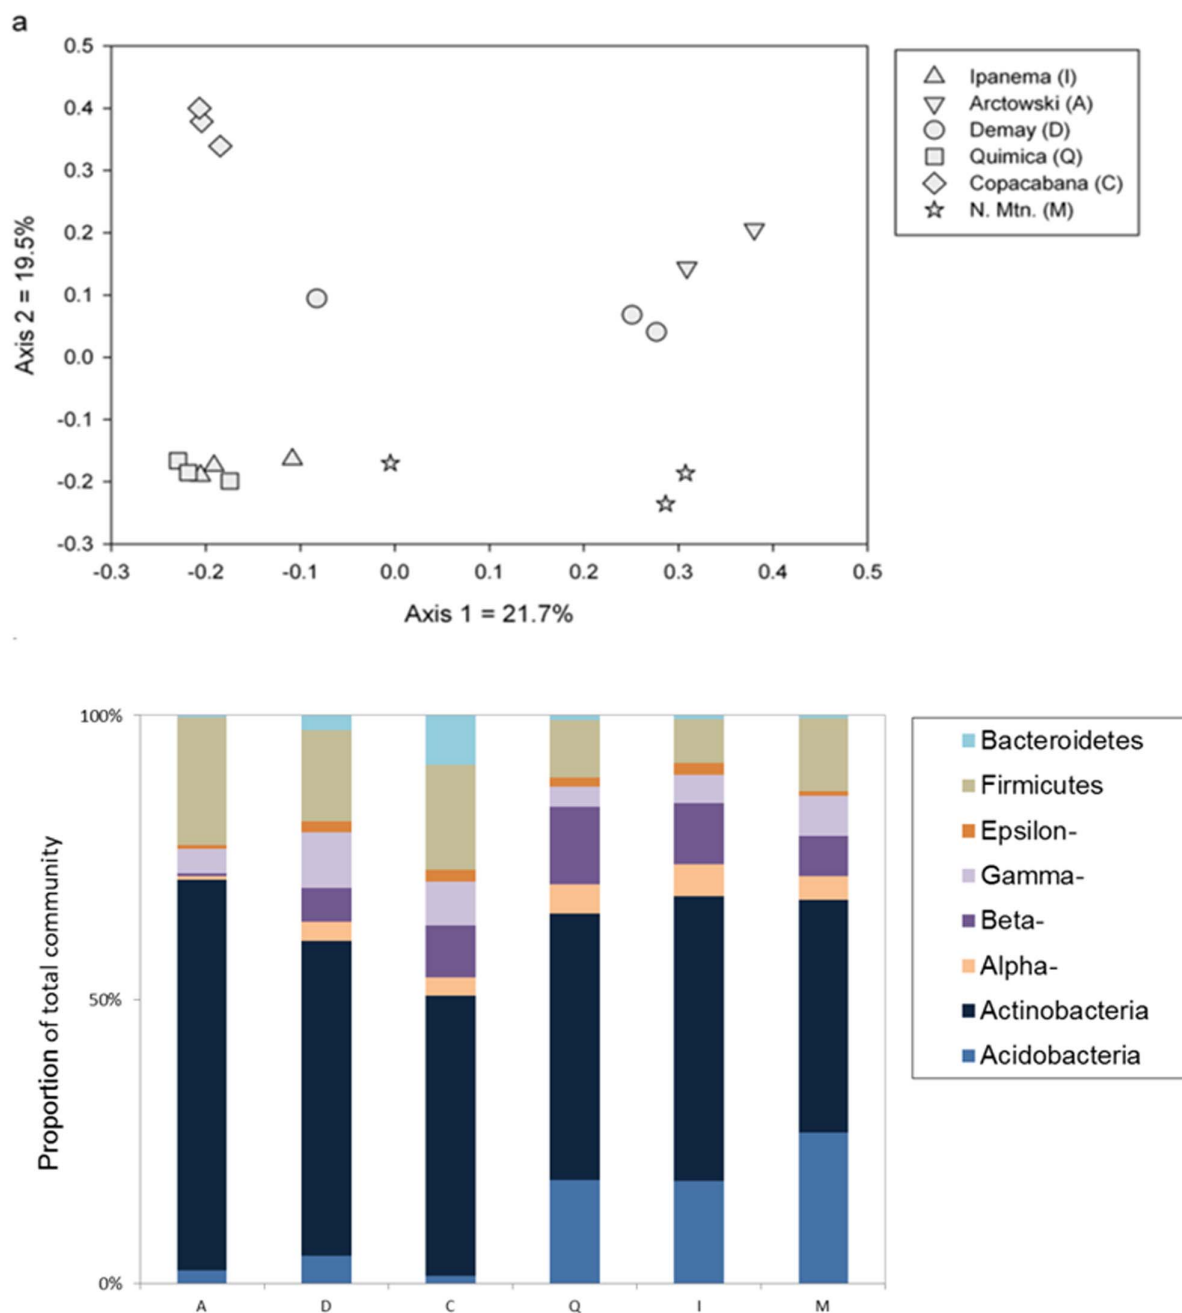 a
0.5
0.4
0.3
0.2
0.1
0.0
-0.1
-0.2
-0.3
-0.3 -0.2 -0.1 0.0 0.1 0.2 0.3 0.4 0.5
Axis 2 = 19.5%
Axis 1 = 21.7%
Ipanema (I)
Arctowski (A)
Demay (D)
Quimica (Q)
Copacabana (C)
N. Mtn. (M)
100%
50%
0%
Proportion of total community
A D C Q I M
Bacteroidetes
Firmicutes
Epsilon-
Gamma-
Beta-
Alpha-
Actinobacteria
Acidobacteria